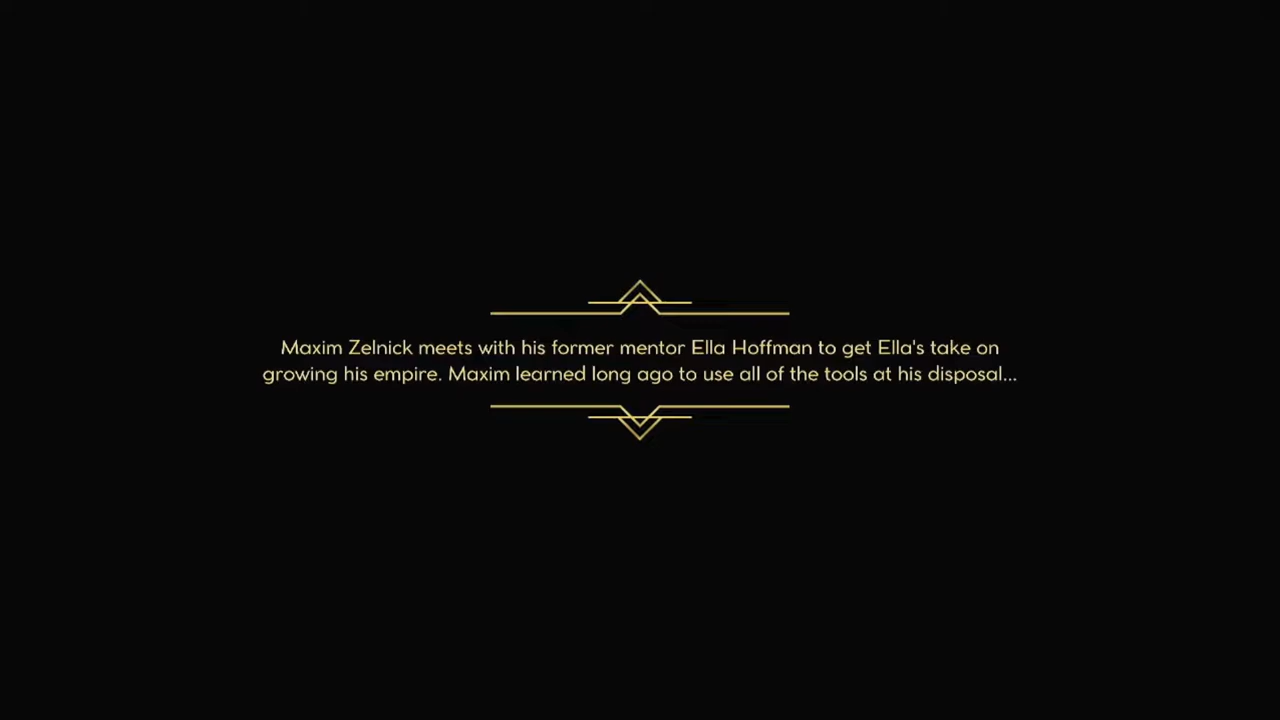 Maxim Zelnick meets with his former mentor Ella Hoffman to get Ella's take on
growing his empire. Maxim learned long ago to use all of the tools at his disposal...